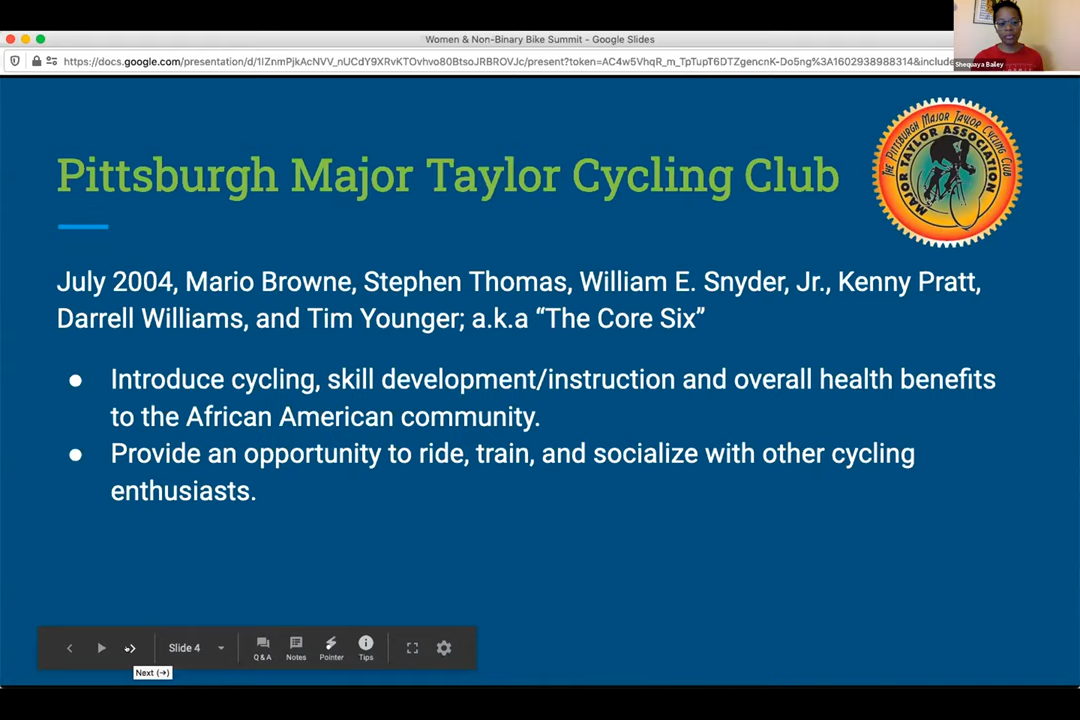 Women & Non-Binary Bike Summit - Google Slides
https://docs.google.com/presentation/d/1IZnmPjkAcNVV_nUCdY9XRvKTOvho80BtsoJRBROVJc/present?token=AC4w5VhqR_m_TpTupT6DTZgencnK-Do5ng%3A1602938988314&include
Shequaya Bailey
Pittsburgh Major Taylor Cycling Club
THE PITTSBURGH MAJOR TAYLOR CYCLING CLUB
MAJOR TAYLOR ASSOCIATION
July 2004, Mario Browne, Stephen Thomas, William E. Snyder, Jr., Kenny Pratt,
Darrell Williams, and Tim Younger; a.k.a “The Core Six”
● Introduce cycling, skill development/instruction and overall health benefits
to the African American community.
● Provide an opportunity to ride, train, and socialize with other cycling
enthusiasts.
Slide 4
Q & A
Notes
Pointer
Tips
Next (→)